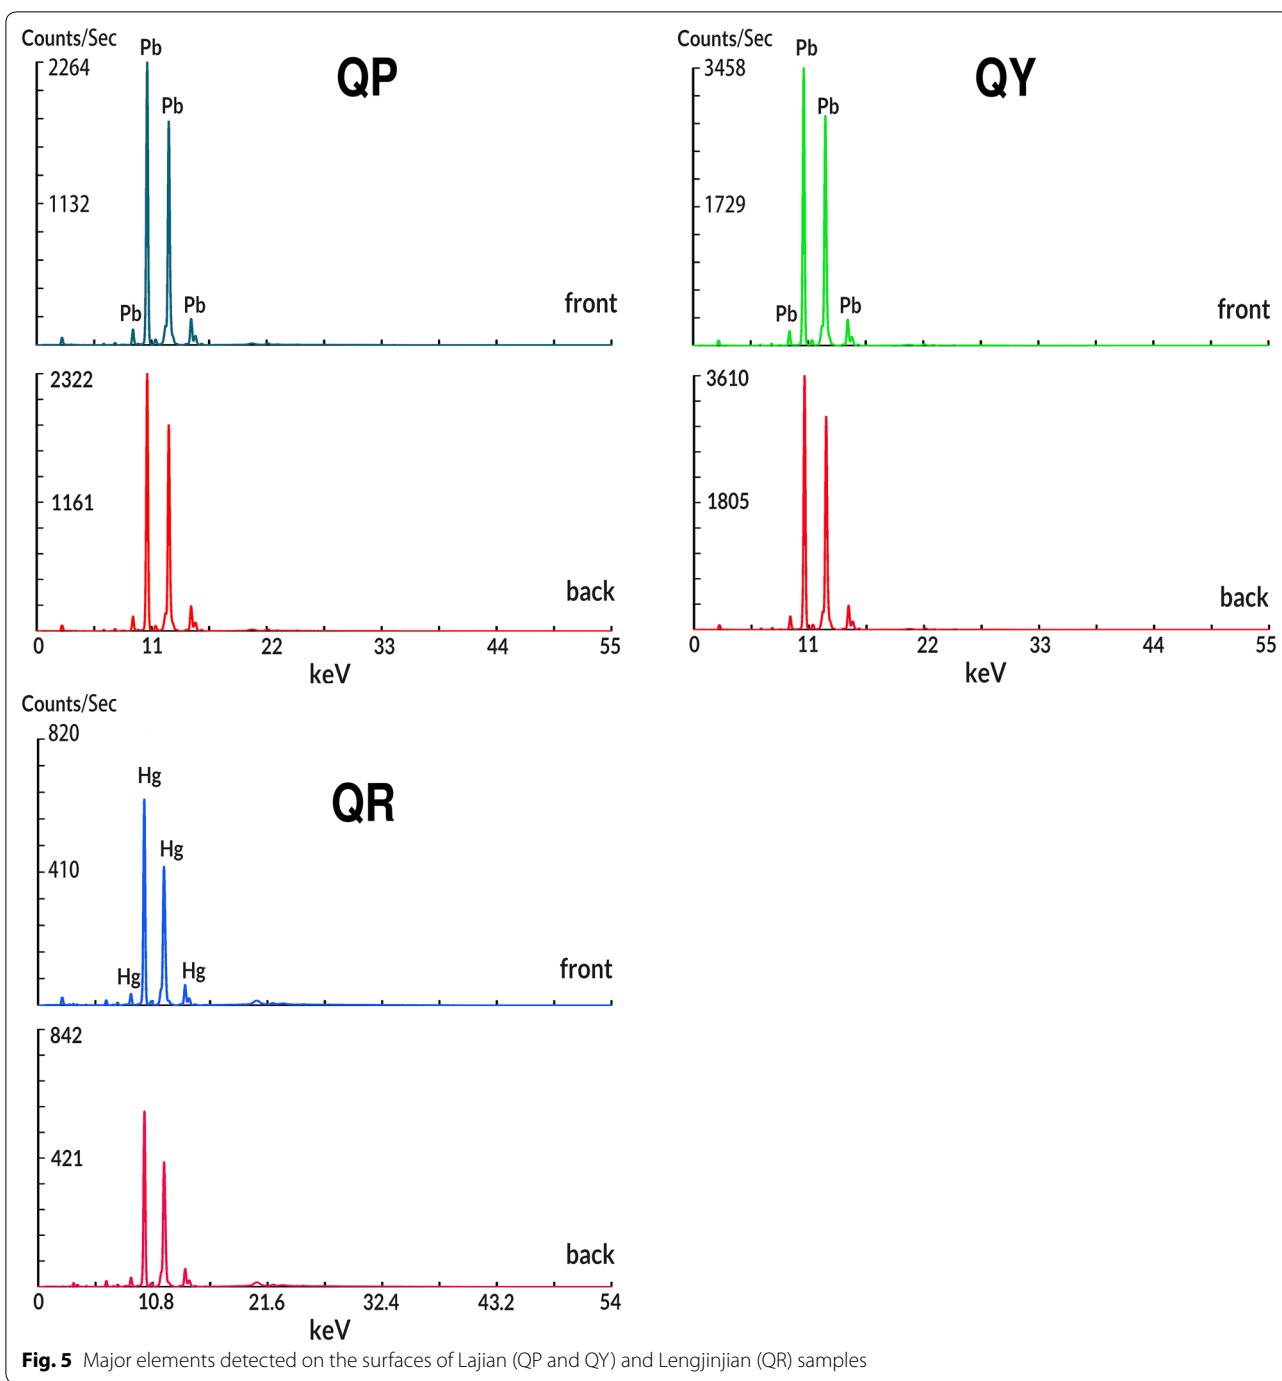 Counts/Sec
2264
Pb
QP
Pb
1132
Pb
Pb
front
2322
1161
back
0 11 22 33 44 55
keV
Counts/Sec
3458
Pb
QY
Pb
1729
Pb
Pb
front
3610
1805
back
0 11 22 33 44 55
keV
Counts/Sec
820
Hg
QR
Hg
410
Hg
Hg
front
842
421
back
0 10.8 21.6 32.4 43.2 54
keV
Fig. 5 Major elements detected on the surfaces of Lajian (QP and QY) and Lengjinjian (QR) samples